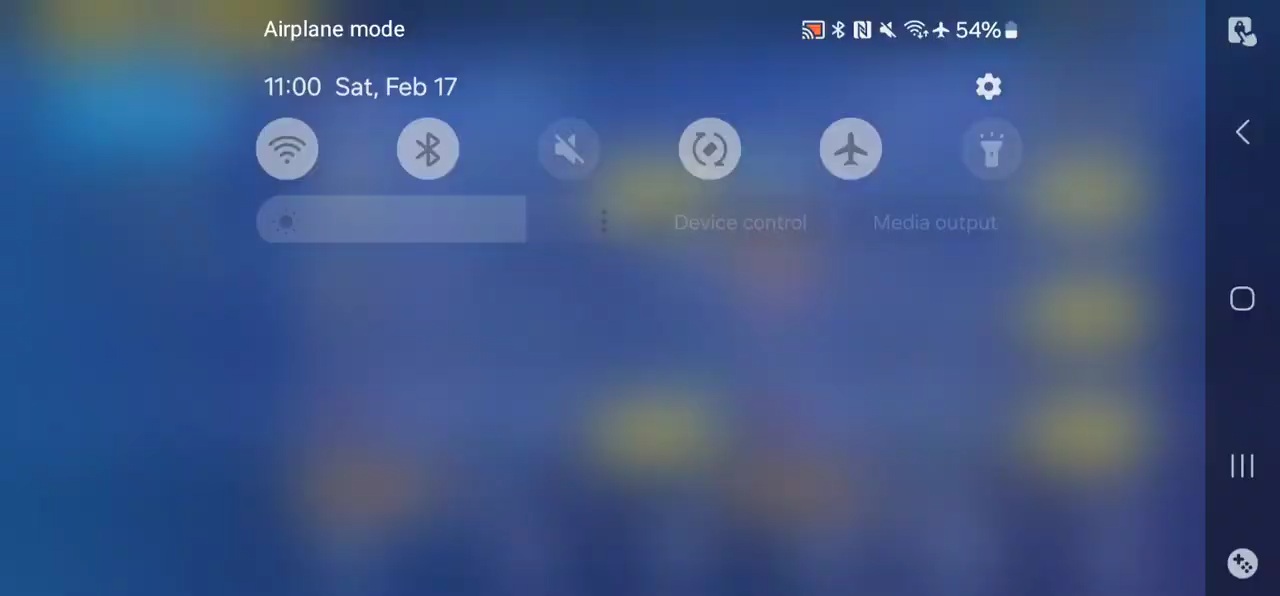 Airplane mode
54%
11:00 Sat, Feb 17
Device control
Media output